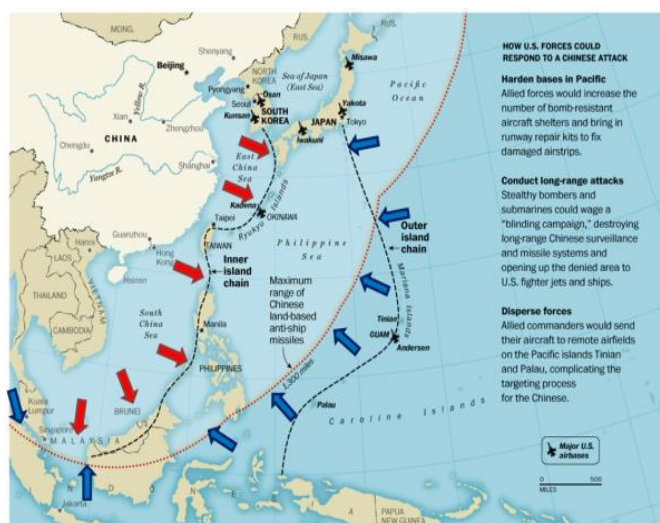 MONG.
RUS.
RUS.
Shenyang
Beijing
NORTH
KOREA
Pyongyang
Sea of Japan
(East Sea)
Misawa
Pacific
Ocean
Osan
Seoul
SOUTH
KOREA
Kunsan
JAPAN
Yakota
Tokyo
Iwakuni
Yellow R.
Xian
Zhengzhou
CHINA
Chengdu
Yangtze R.
Shanghai
East
China
Sea
Kadena
OKINAWA
Ryukyu Islands
Taipei
TAIWAN
Guangzhou
Hanoi
Hong
Kong
Hainan
LAOS
THAILAND
VIETNAM
CAMBODIA
Inner
island
chain
Philippine
Sea
Outer
island
chain
Mariana Islands
South
China
Sea
Manila
PHILIPPINES
Maximum
range of
Chinese
land-based
anti-ship
missiles
1,300 miles
Tinian
GUAM
Andersen
Palau
Caroline Islands
Kuala
Lumpur
Singapore
MALAYSIA
BRUNEI
Jakarta
INDONESIA
PAPUA
NEW GUINEA
HOW U.S. FORCES COULD
RESPOND TO A CHINESE ATTACK
Harden bases in Pacific
Allied forces would increase the
number of bomb-resistant
aircraft shelters and bring in
runway repair kits to fix
damaged airstrips.
Conduct long-range attacks
Stealthy bombers and
submarines could wage a
“blinding campaign,” destroying
long-range Chinese surveillance
and missile systems and
opening up the denied area to
U.S. fighter jets and ships.
Disperse forces
Allied commanders would send
their aircraft to remote airfields
on the Pacific islands Tinian
and Palau, complicating the
targeting process
for the Chinese.
Major U.S.
airbases
0 500
MILES